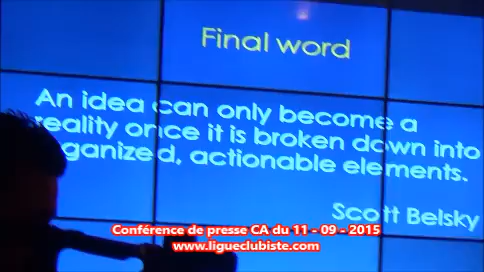 Final word
An idea can only become a
reality once it is broken down into
organized, actionable elements.
Scott Belsky
Conférence de presse CA du 11 - 09 - 2015
www.ligueclubiste.com